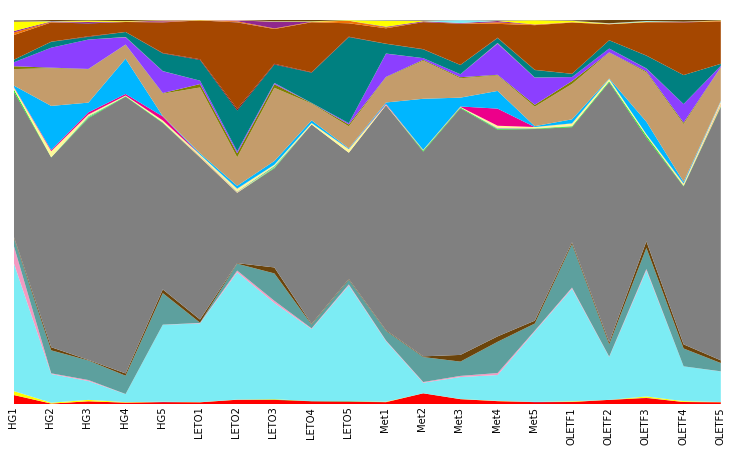 HG1
HG2
HG3
HG4
HG5
LETO1
LETO2
LETO3
LETO4
LETO5
Met1
Met2
Met3
Met4
Met5
OLETF1
OLETF2
OLETF3
OLETF4
OLETF5